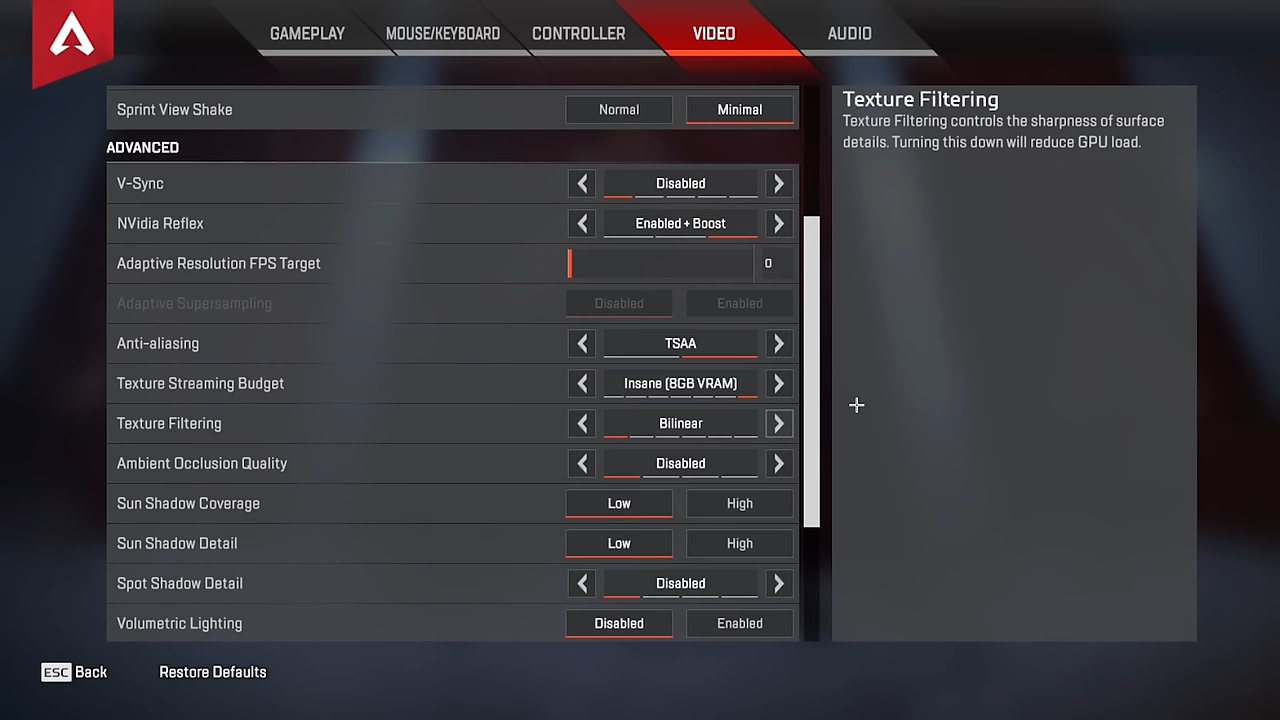 GAMEPLAY MOUSE/KEYBOARD CONTROLLER VIDEO AUDIO
Sprint View Shake Normal Minimal
ADVANCED
V-Sync Disabled
NVidia Reflex Enabled + Boost
Adaptive Resolution FPS Target 0
Adaptive Supersampling Disabled Enabled
Anti-aliasing TSAA
Texture Streaming Budget Insane (8GB VRAM)
Texture Filtering Bilinear
Ambient Occlusion Quality Disabled
Sun Shadow Coverage Low High
Sun Shadow Detail Low High
Spot Shadow Detail Disabled
Volumetric Lighting Disabled Enabled
Texture Filtering
Texture Filtering controls the sharpness of surface
details. Turning this down will reduce GPU load.
ESC Back Restore Defaults